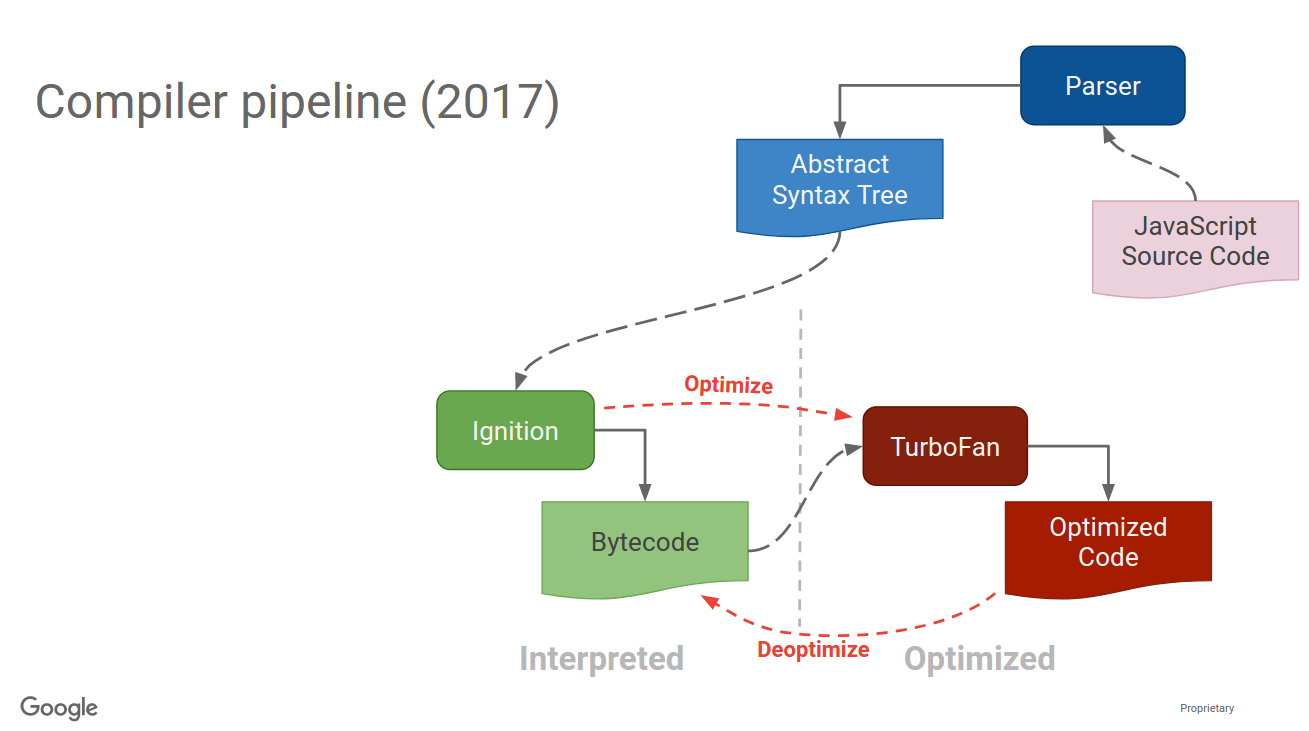 Compiler pipeline (2017)
Parser
Abstract
Syntax Tree
JavaScript
Source Code
Optimize
Ignition
TurboFan
Bytecode
Optimized
Code
Deoptimize
Interpreted
Optimized
Google
Proprietary